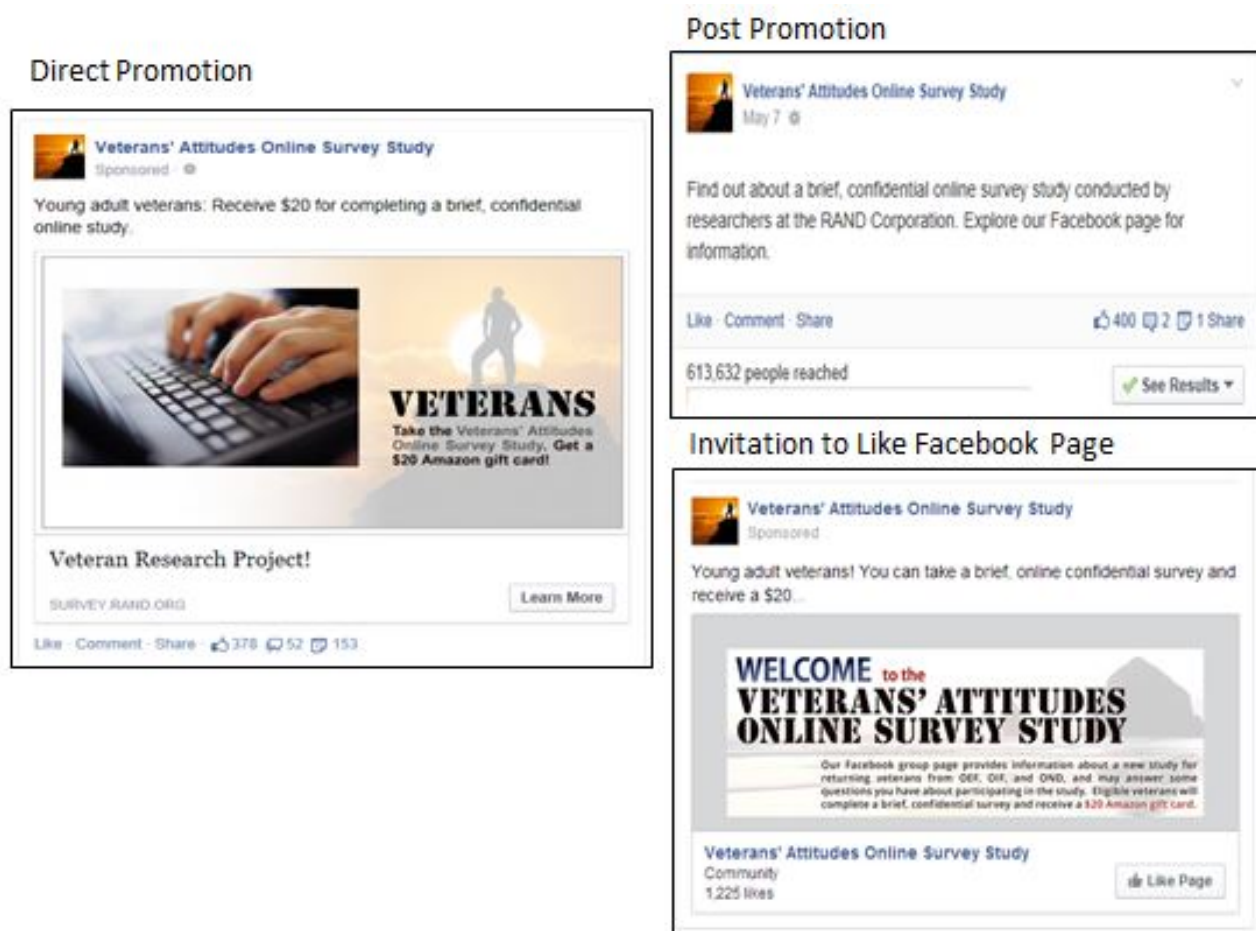 Direct Promotion
Veterans' Attitudes Online Survey Study
Sponsored ·
Young adult veterans: Receive $20 for completing a brief, confidential
online study.
VETERANS
Take the Veterans' Attitudes
Online Survey Study. Get a
$20 Amazon gift card!
Veteran Research Project!
SURVEY.RAND.ORG
Learn More
Like · Comment · Share · 378 52 153
Post Promotion
Veterans' Attitudes Online Survey Study
May 7
Find out about a brief, confidential online survey study conducted by
researchers at the RAND Corporation. Explore our Facebook page for
information.
Like · Comment · Share 400 2 1 Share
613,632 people reached
See Results
Invitation to Like Facebook Page
Veterans' Attitudes Online Survey Study
Sponsored
Young adult veterans! You can take a brief, online confidential survey and
receive a $20...
WELCOME to the
VETERANS' ATTITUDES
ONLINE SURVEY STUDY
Our Facebook group page provides information about a new study for
returning veterans from OEF, OIF, and OND, and may answer some
questions you have about participating in the study. Eligible veterans will
complete a brief, confidential survey and receive a $20 Amazon gift card.
Veterans' Attitudes Online Survey Study
Community
1,225 likes
Like Page